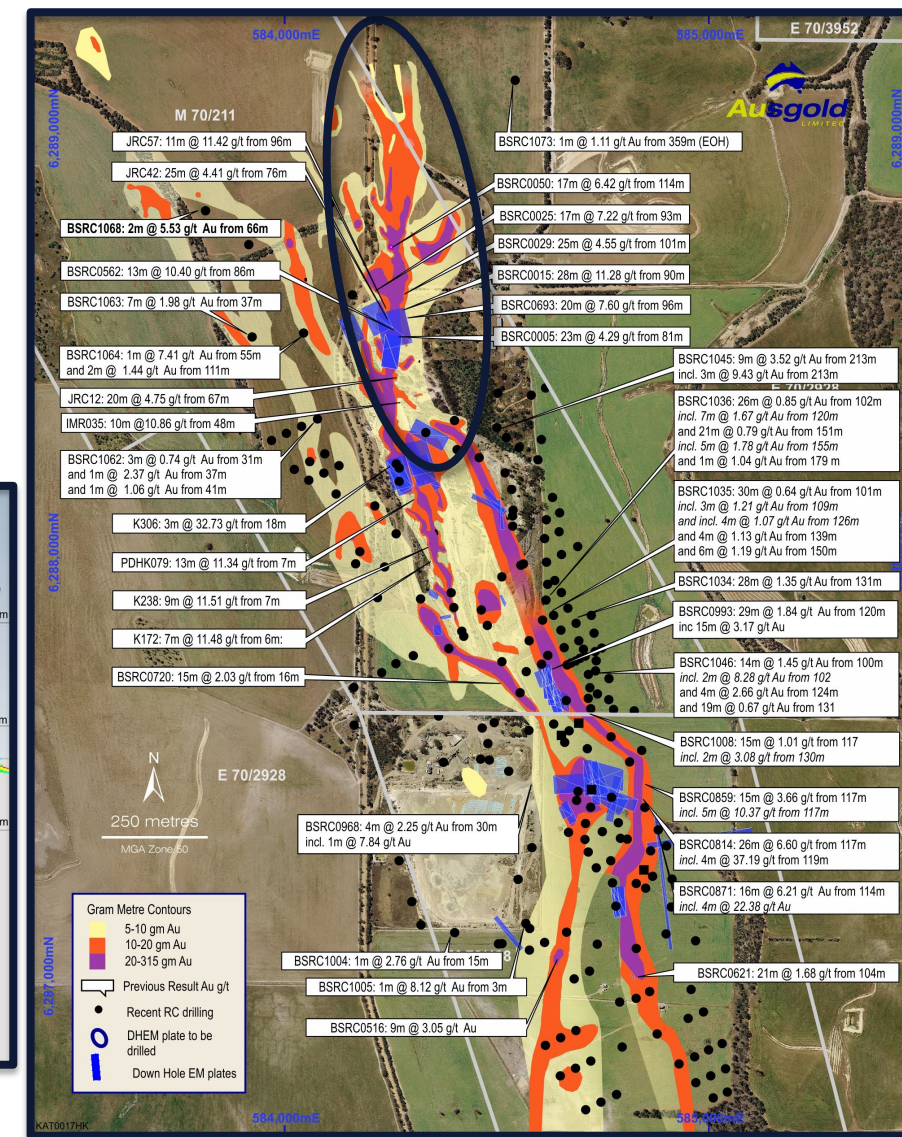 584,000mE
585,000mE
E 70/3952
Ausgold
LIMITED
6,289,000mN
6,289,000mN
M 70/211
JRC57: 11m @ 11.42 g/t from 96m
JRC42: 25m @ 4.41 g/t from 76m
BSRC1068: 2m @ 5.53 g/t Au from 66m
BSRC0562: 13m @ 10.40 g/t from 86m
BSRC1063: 7m @ 1.98 g/t Au from 37m
BSRC1064: 1m @ 7.41 g/t Au from 55m
and 2m @ 1.44 g/t Au from 111m
JRC12: 20m @ 4.75 g/t from 67m
IMR035: 10m @10.86 g/t from 48m
BSRC1062: 3m @ 0.74 g/t Au from 31m
and 1m @ 2.37 g/t Au from 37m
and 1m @ 1.06 g/t Au from 41m
K306: 3m @ 32.73 g/t from 18m
PDHK079: 13m @ 11.34 g/t from 7m
K238: 9m @ 11.51 g/t from 7m
K172: 7m @ 11.48 g/t from 6m:
BSRC0720: 15m @ 2.03 g/t from 16m
BSRC1073: 1m @ 1.11 g/t Au from 359m (EOH)
BSRC0050: 17m @ 6.42 g/t from 114m
BSRC0025: 17m @ 7.22 g/t from 93m
BSRC0029: 25m @ 4.55 g/t from 101m
BSRC0015: 28m @ 11.28 g/t from 90m
BSRC0693: 20m @ 7.60 g/t from 96m
BSRC0005: 23m @ 4.29 g/t from 81m
BSRC1045: 9m @ 3.52 g/t Au from 213m
incl. 3m @ 9.43 g/t Au from 213m
E 70/2928
BSRC1036: 26m @ 0.85 g/t Au from 102m
incl. 7m @ 1.67 g/t Au from 120m
and 21m @ 0.79 g/t Au from 151m
incl. 5m @ 1.78 g/t Au from 155m
and 1m @ 1.04 g/t Au from 179 m
BSRC1035: 30m @ 0.64 g/t Au from 101m
incl. 3m @ 1.21 g/t Au from 109m
and incl. 4m @ 1.07 g/t Au from 126m
and 4m @ 1.13 g/t Au from 139m
and 6m @ 1.19 g/t Au from 150m
BSRC1034: 28m @ 1.35 g/t Au from 131m
BSRC0993: 29m @ 1.84 g/t Au from 120m
inc 15m @ 3.17 g/t Au
BSRC1046: 14m @ 1.45 g/t Au from 100m
incl. 2m @ 8.28 g/t Au from 102
and 4m @ 2.66 g/t Au from 124m
and 19m @ 0.67 g/t Au from 131
BSRC1008: 15m @ 1.01 g/t from 117
incl. 2m @ 3.08 g/t from 130m
BSRC0859: 15m @ 3.66 g/t from 117m
incl. 5m @ 10.37 g/t from 117m
BSRC0814: 26m @ 6.60 g/t from 117m
incl. 4m @ 37.19 g/t from 119m
BSRC0871: 16m @ 6.21 g/t Au from 114m
incl. 4m @ 22.38 g/t Au
BSRC0621: 21m @ 1.68 g/t from 104m
6,288,000mN
N
E 70/2928
250 metres
MGA Zone 50
BSRC0968: 4m @ 2.25 g/t Au from 30m
incl. 1m @ 7.84 g/t Au
BSRC1004: 1m @ 2.76 g/t Au from 15m
BSRC1005: 1m @ 8.12 g/t Au from 3m
BSRC0516: 9m @ 3.05 g/t Au
6,287,000mN
Gram Metre Contours
5-10 gm Au
10-20 gm Au
20-315 gm Au
Previous Result Au g/t
Recent RC drilling
DHEM plate to be
drilled
Down Hole EM plates
KAT0017HK
584,000mE
585,000mE